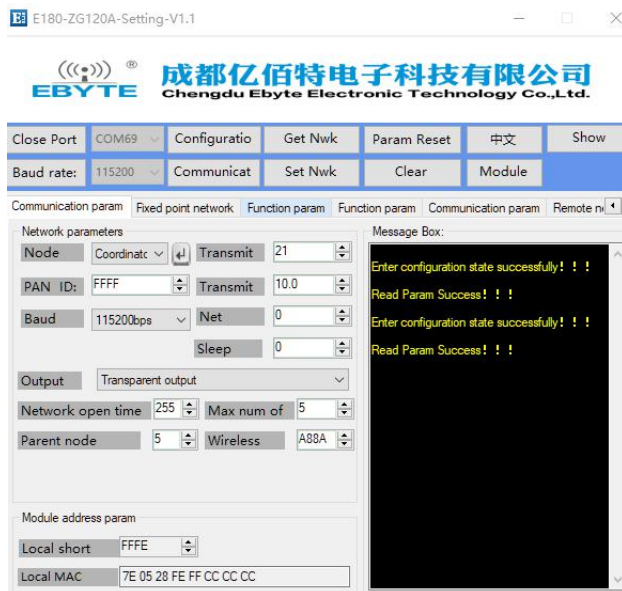 E180-ZG120A-Setting-V1.1
((( ))) ®
EBYTE
成都亿佰特电子科技有限公司
Chengdu Ebyte Electronic Technology Co.,Ltd.
Close Port COM69 Configuratio Get Nwk Param Reset 中文 Show
Baud rate: 115200 Communicat Set Nwk Clear Module
Communication param Fixed point network Function param Function param Communication param Remote n
Network parameters Message Box:
Node Coordinatc Transmit 21
Enter configuration state successfully! ! !
PAN ID: FFFF Transmit 10.0
Read Param Success! ! !
Baud 115200bps Net 0
Enter configuration state successfully! ! !
Sleep 0
Read Param Success! ! !
Output Transparent output
Network open time 255 Max num of 5
Parent node 5 Wireless A88A
Module address param
Local short FFFE
Local MAC 7E 05 28 FE FF CC CC CC